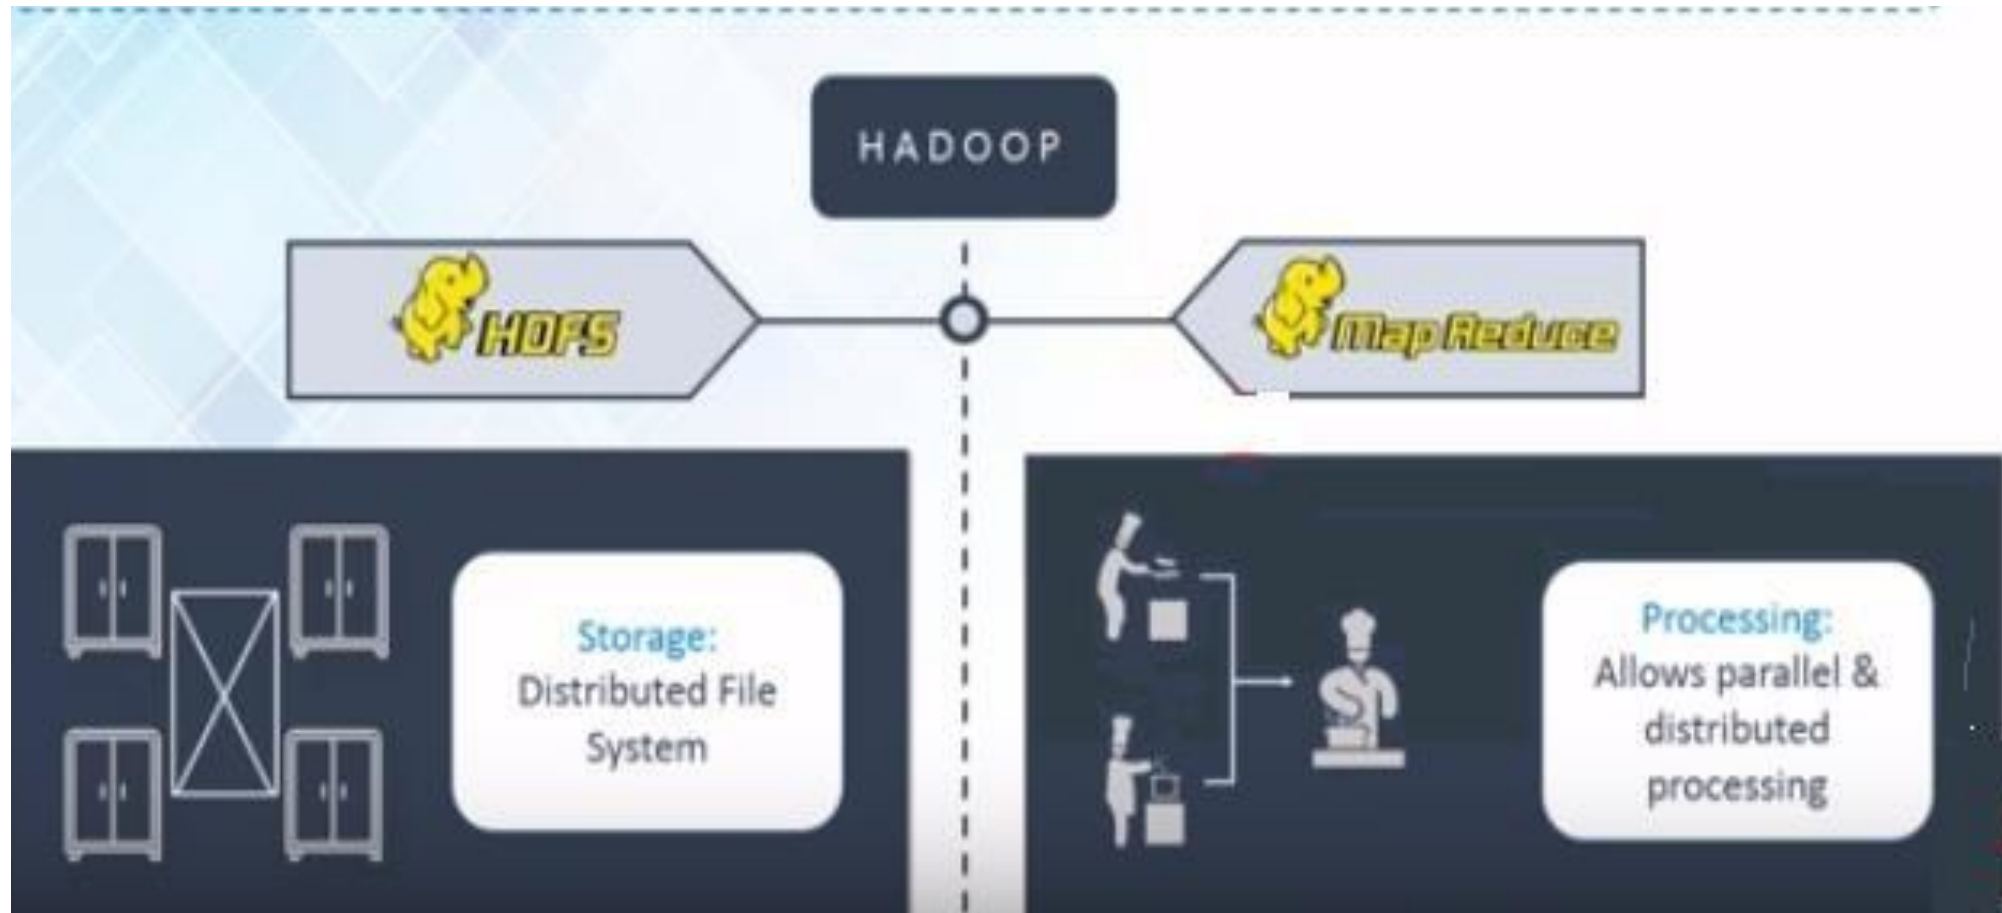 HADOOP
HDFS
Map Reduce
Storage:
Distributed File
System
Processing:
Allows parallel &
distributed
processing